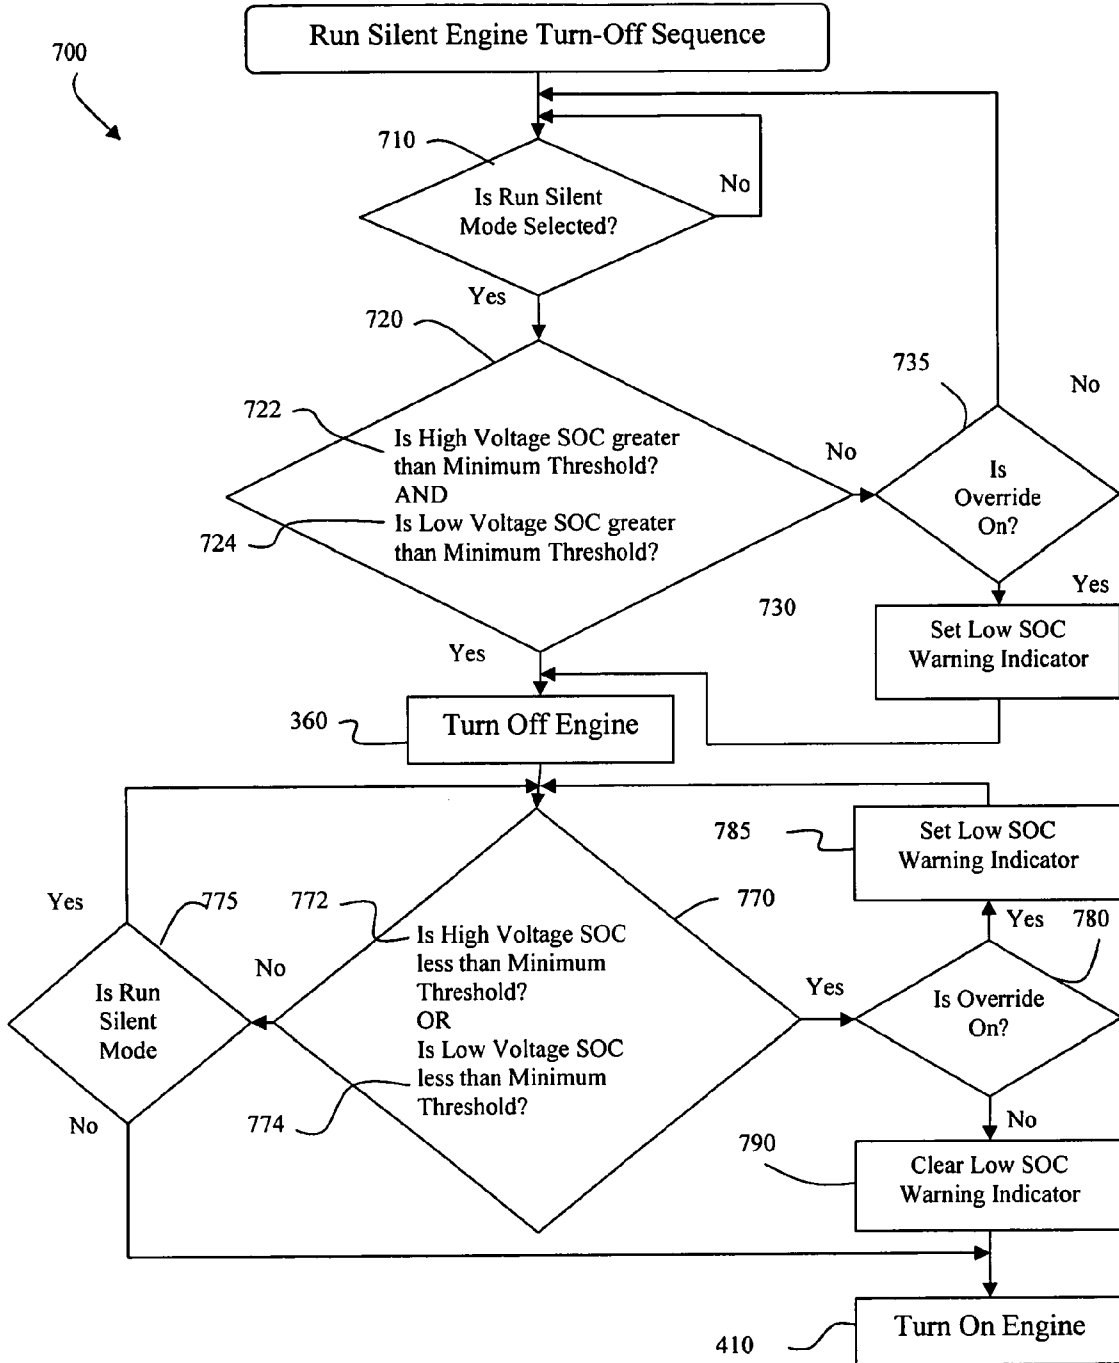 Run Silent Engine Turn-Off Sequence
700
710
Is Run Silent
Mode Selected?
No
Yes
720
722
Is High Voltage SOC greater
than Minimum Threshold?
AND
724
Is Low Voltage SOC greater
than Minimum Threshold?
No
735
No
Is
Override
On?
Yes
730
Set Low SOC
Warning Indicator
Yes
360
Turn Off Engine
785
Set Low SOC
Warning Indicator
Yes
775
772
770
Yes
780
Is High Voltage SOC
less than Minimum
Threshold?
OR
Is Low Voltage SOC
less than Minimum
Threshold?
No
Is Run
Silent
Mode
Yes
Is Override
On?
774
No
No
790
Clear Low SOC
Warning Indicator
410
Turn On Engine